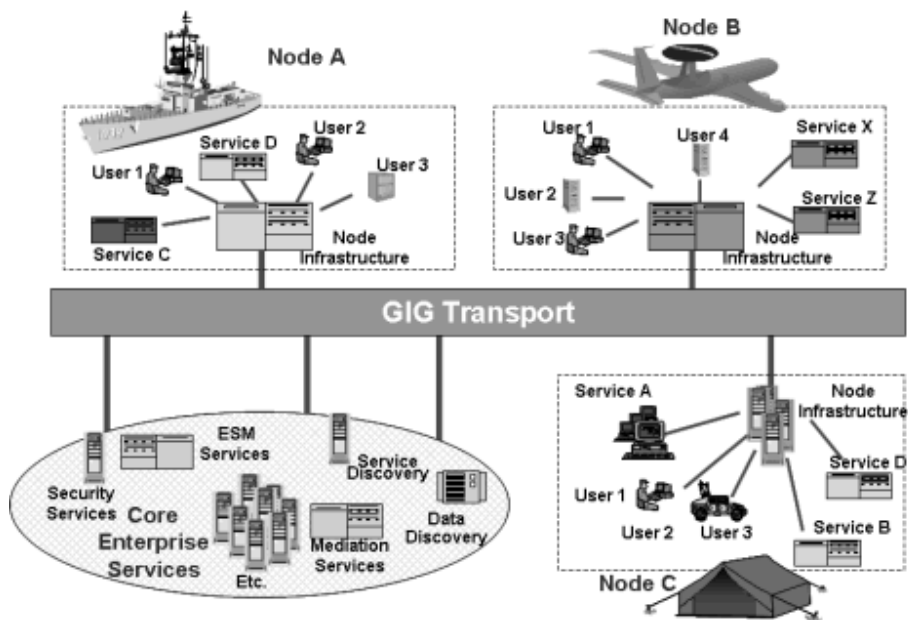 Node A
Node B
User 2
Service D
User 1
User 3
Service C
Node
Infrastructure
User 1
User 4
Service X
User 2
Service Z
User 3
Node
Infrastructure
GIG Transport
Service A
Node
Infrastructure
Service D
User 1
User 2
User 3
Service B
Node C
ESM
Services
Service
Discovery
Security
Services
Core
Enterprise
Services
Mediation
Services
Data
Discovery
Etc.